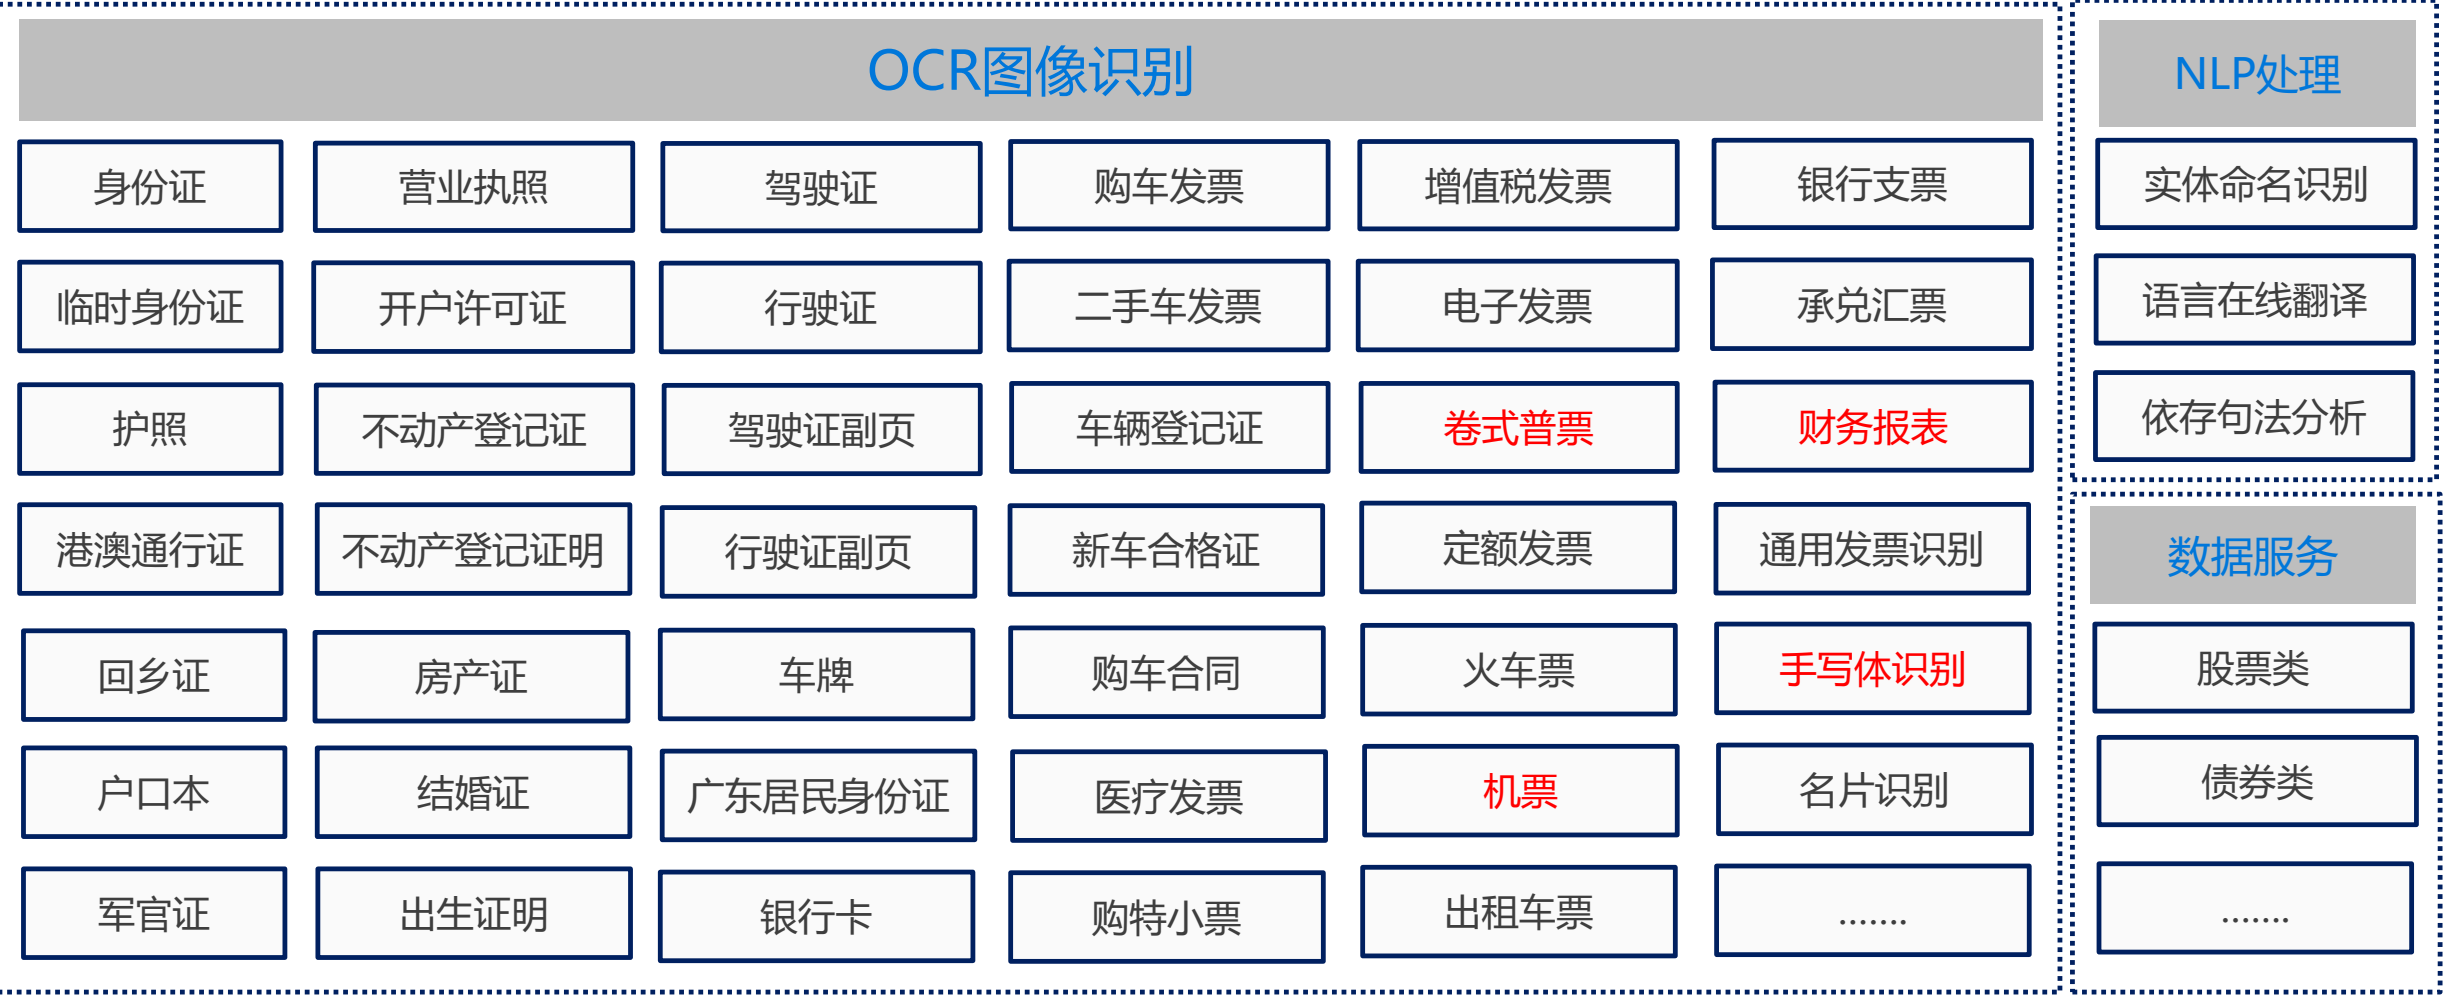 OCR图像识别
身份证
营业执照
驾驶证
购车发票
增值税发票
银行支票
临时身份证
开户许可证
行驶证
二手车发票
电子发票
承兑汇票
护照
不动产登记证
驾驶证副页
车辆登记证
卷式普票
财务报表
港澳通行证
不动产登记证明
行驶证副页
新车合格证
定额发票
通用发票识别
回乡证
房产证
车牌
购车合同
火车票
手写体识别
户口本
结婚证
广东居民身份证
医疗发票
机票
名片识别
军官证
出生证明
银行卡
购特小票
出租车票
.......
NLP处理
实体命名识别
语言在线翻译
依存句法分析
数据服务
股票类
债券类
.......